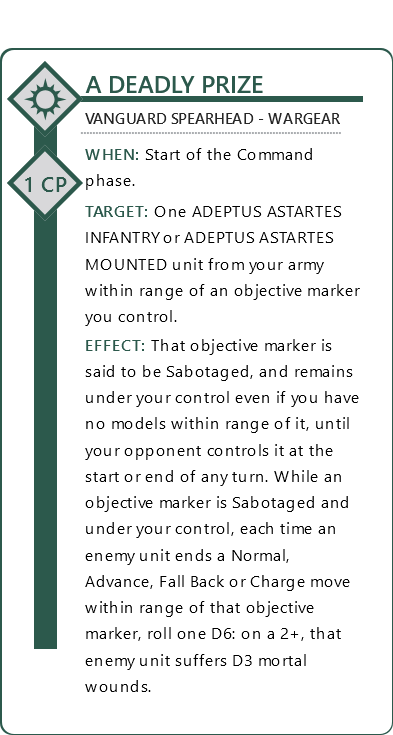 A DEADLY PRIZE
VANGUARD SPEARHEAD - WARGEAR
1 CP
WHEN: Start of the Command
phase.
TARGET: One ADEPTUS ASTARTES
INFANTRY or ADEPTUS ASTARTES
MOUNTED unit from your army
within range of an objective marker
you control.
EFFECT: That objective marker is
said to be Sabotaged, and remains
under your control even if you have
no models within range of it, until
your opponent controls it at the
start or end of any turn. While an
objective marker is Sabotaged and
under your control, each time an
enemy unit ends a Normal,
Advance, Fall Back or Charge move
within range of that objective
marker, roll one D6: on a 2+, that
enemy unit suffers D3 mortal
wounds.